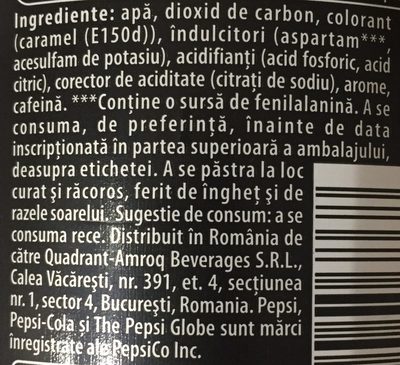 Ingrediente: apă, dioxid de carbon, colorant
(caramel (E150d)), îndulcitori (aspartam***,
acesulfam de potasiu), acidifianți (acid fosforic, acid
citric), corector de aciditate (citrați de sodiu), arome,
cafeină. ***Conține o sursă de fenilalanină. A se
consuma, de preferință, înainte de data
inscripționată în partea superioară a ambalajului,
deasupra etichetei. A se păstra la loc
curat și răcoros, ferit de îngheț și de
razele soarelui. Sugestie de consum: a se
consuma rece. Distribuit în România de
către Quadrant-Amroq Beverages S.R.L.,
Calea Văcărești, nr. 391, et. 4, secțiunea
nr. 1, sector 4, București, Romania. Pepsi,
Pepsi-Cola și The Pepsi Globe sunt mărci
înregistrate ale PepsiCo Inc.